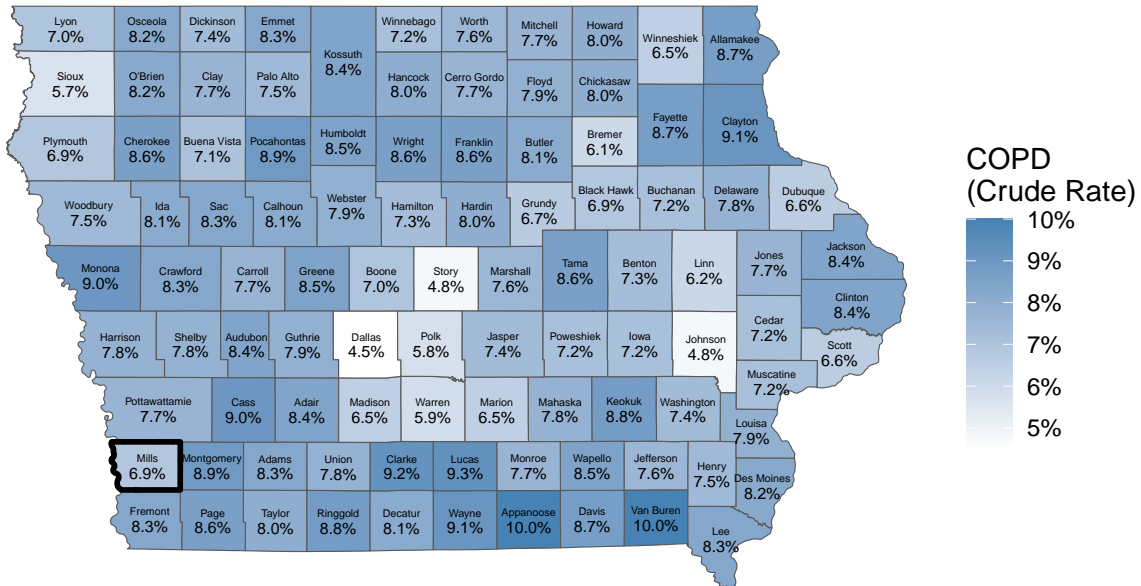 Lyon
7.0%
Osceola
8.2%
Dickinson
7.4%
Emmet
8.3%
Kossuth
8.4%
Winnebago
7.2%
Worth
7.6%
Mitchell
7.7%
Howard
8.0%
Winneshiek
6.5%
Allamakee
8.7%
Sioux
5.7%
O'Brien
8.2%
Clay
7.7%
Palo Alto
7.5%
Hancock
8.0%
Cerro Gordo
7.7%
Floyd
7.9%
Chickasaw
8.0%
Fayette
8.7%
Clayton
9.1%
Plymouth
6.9%
Cherokee
8.6%
Buena Vista
7.1%
Pocahontas
8.9%
Humboldt
8.5%
Wright
8.6%
Franklin
8.6%
Butler
8.1%
Bremer
6.1%
Woodbury
7.5%
Ida
8.1%
Sac
8.3%
Calhoun
8.1%
Webster
7.9%
Hamilton
7.3%
Hardin
8.0%
Grundy
6.7%
Black Hawk
6.9%
Buchanan
7.2%
Delaware
7.8%
Dubuque
6.6%
Monona
9.0%
Crawford
8.3%
Carroll
7.7%
Greene
8.5%
Boone
7.0%
Story
4.8%
Marshall
7.6%
Tama
8.6%
Benton
7.3%
Linn
6.2%
Jones
7.7%
Jackson
8.4%
Clinton
8.4%
Harrison
7.8%
Shelby
7.8%
Audubon
8.4%
Guthrie
7.9%
Dallas
4.5%
Polk
5.8%
Jasper
7.4%
Poweshiek
7.2%
Iowa
7.2%
Johnson
4.8%
Cedar
7.2%
Scott
6.6%
Muscatine
7.2%
Pottawattamie
7.7%
Cass
9.0%
Adair
8.4%
Madison
6.5%
Warren
5.9%
Marion
6.5%
Mahaska
7.8%
Keokuk
8.8%
Washington
7.4%
Louisa
7.9%
Mills
6.9%
Montgomery
8.9%
Adams
8.3%
Union
7.8%
Clarke
9.2%
Lucas
9.3%
Monroe
7.7%
Wapello
8.5%
Jefferson
7.6%
Henry
7.5%
Des Moines
8.2%
Fremont
8.3%
Page
8.6%
Taylor
8.0%
Ringgold
8.8%
Decatur
8.1%
Wayne
9.1%
Appanoose
10.0%
Davis
8.7%
Van Buren
10.0%
Lee
8.3%
COPD
(Crude Rate)
10%
9%
8%
7%
6%
5%